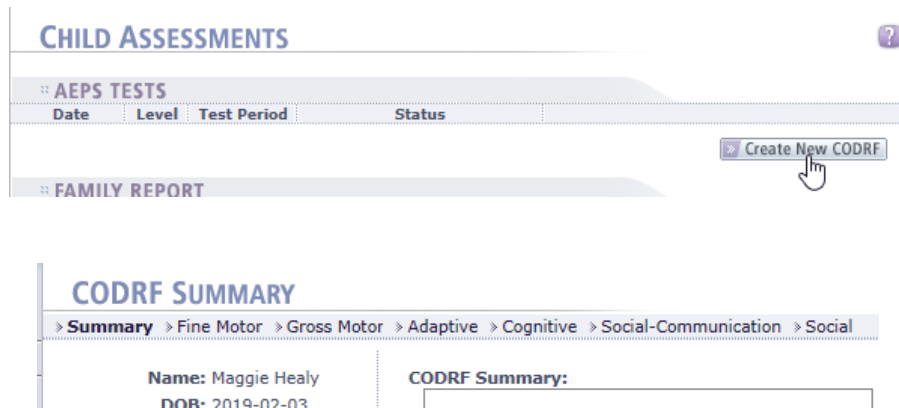 CHILD ASSESSMENTS
?
AEPS TESTS
Date Level Test Period Status
» Create New CODRF
FAMILY REPORT
CODRF SUMMARY
> Summary > Fine Motor > Gross Motor > Adaptive > Cognitive > Social-Communication > Social
Name: Maggie Healy CODRF Summary:
DOB: 2019-02-03